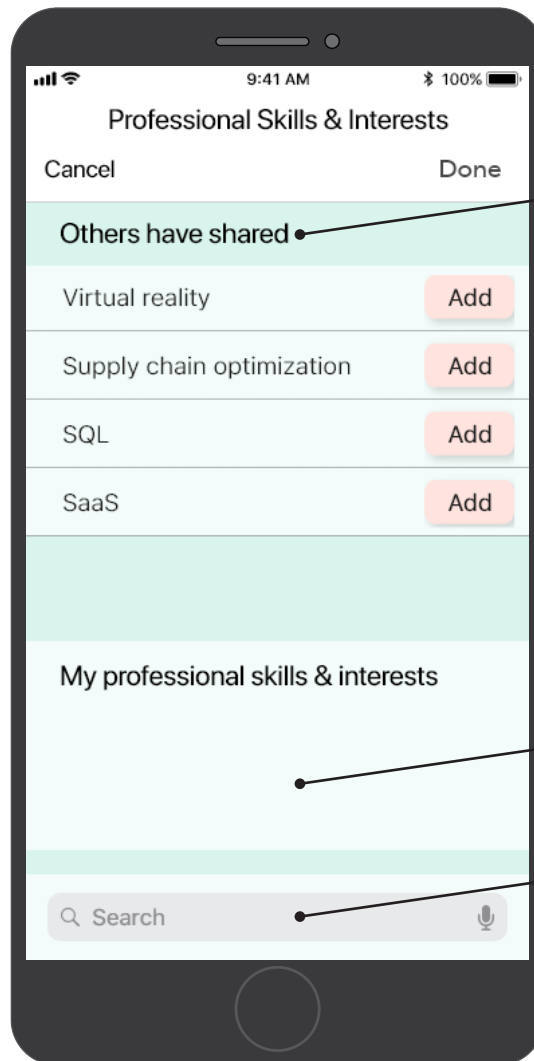 9:41 AM 100%
Professional Skills & Interests
Cancel Done
Others have shared
Virtual reality Add
Supply chain optimization Add
SQL Add
SaaS Add
My professional skills & interests
Search